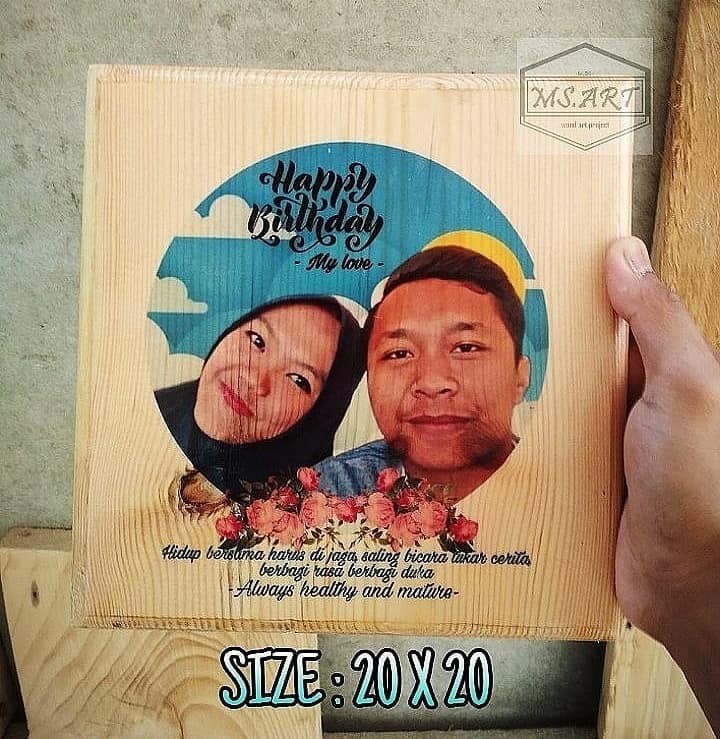 MS.ART
wood art project
Happy
Birthday
- My love -
Hidup bersama harus di jaga, saling bicara tukar cerita,
berbagi rasa berbagi duka
-Always healthy and mature-
SIZE : 20 X 20